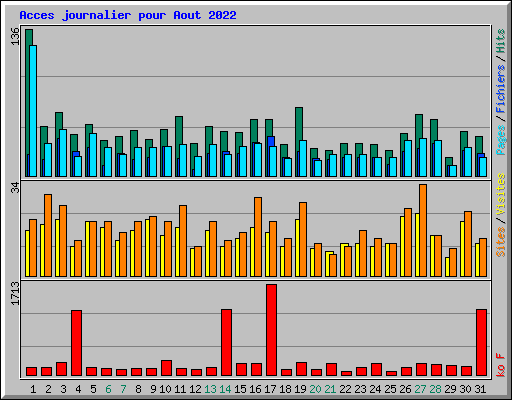 Acces journalier pour Aout 2022
136
Pages / Fichiers / Hits
34
Sites / Visites
1713
ko F
1 2 3 4 5 6 7 8 9 10 11 12 13 14 15 16 17 18 19 20 21 22 23 24 25 26 27 28 29 30 31